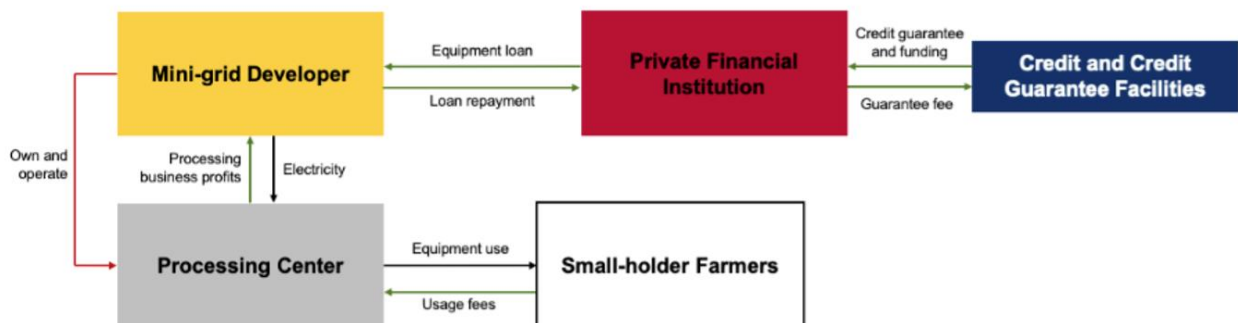 Mini-grid Developer
Equipment loan
Loan repayment
Private Financial
Institution
Credit guarantee
and funding
Guarantee fee
Credit and Credit
Guarantee Facilities
Own and
operate
Processing
business profits
Electricity
Processing Center
Equipment use
Usage fees
Small-holder Farmers